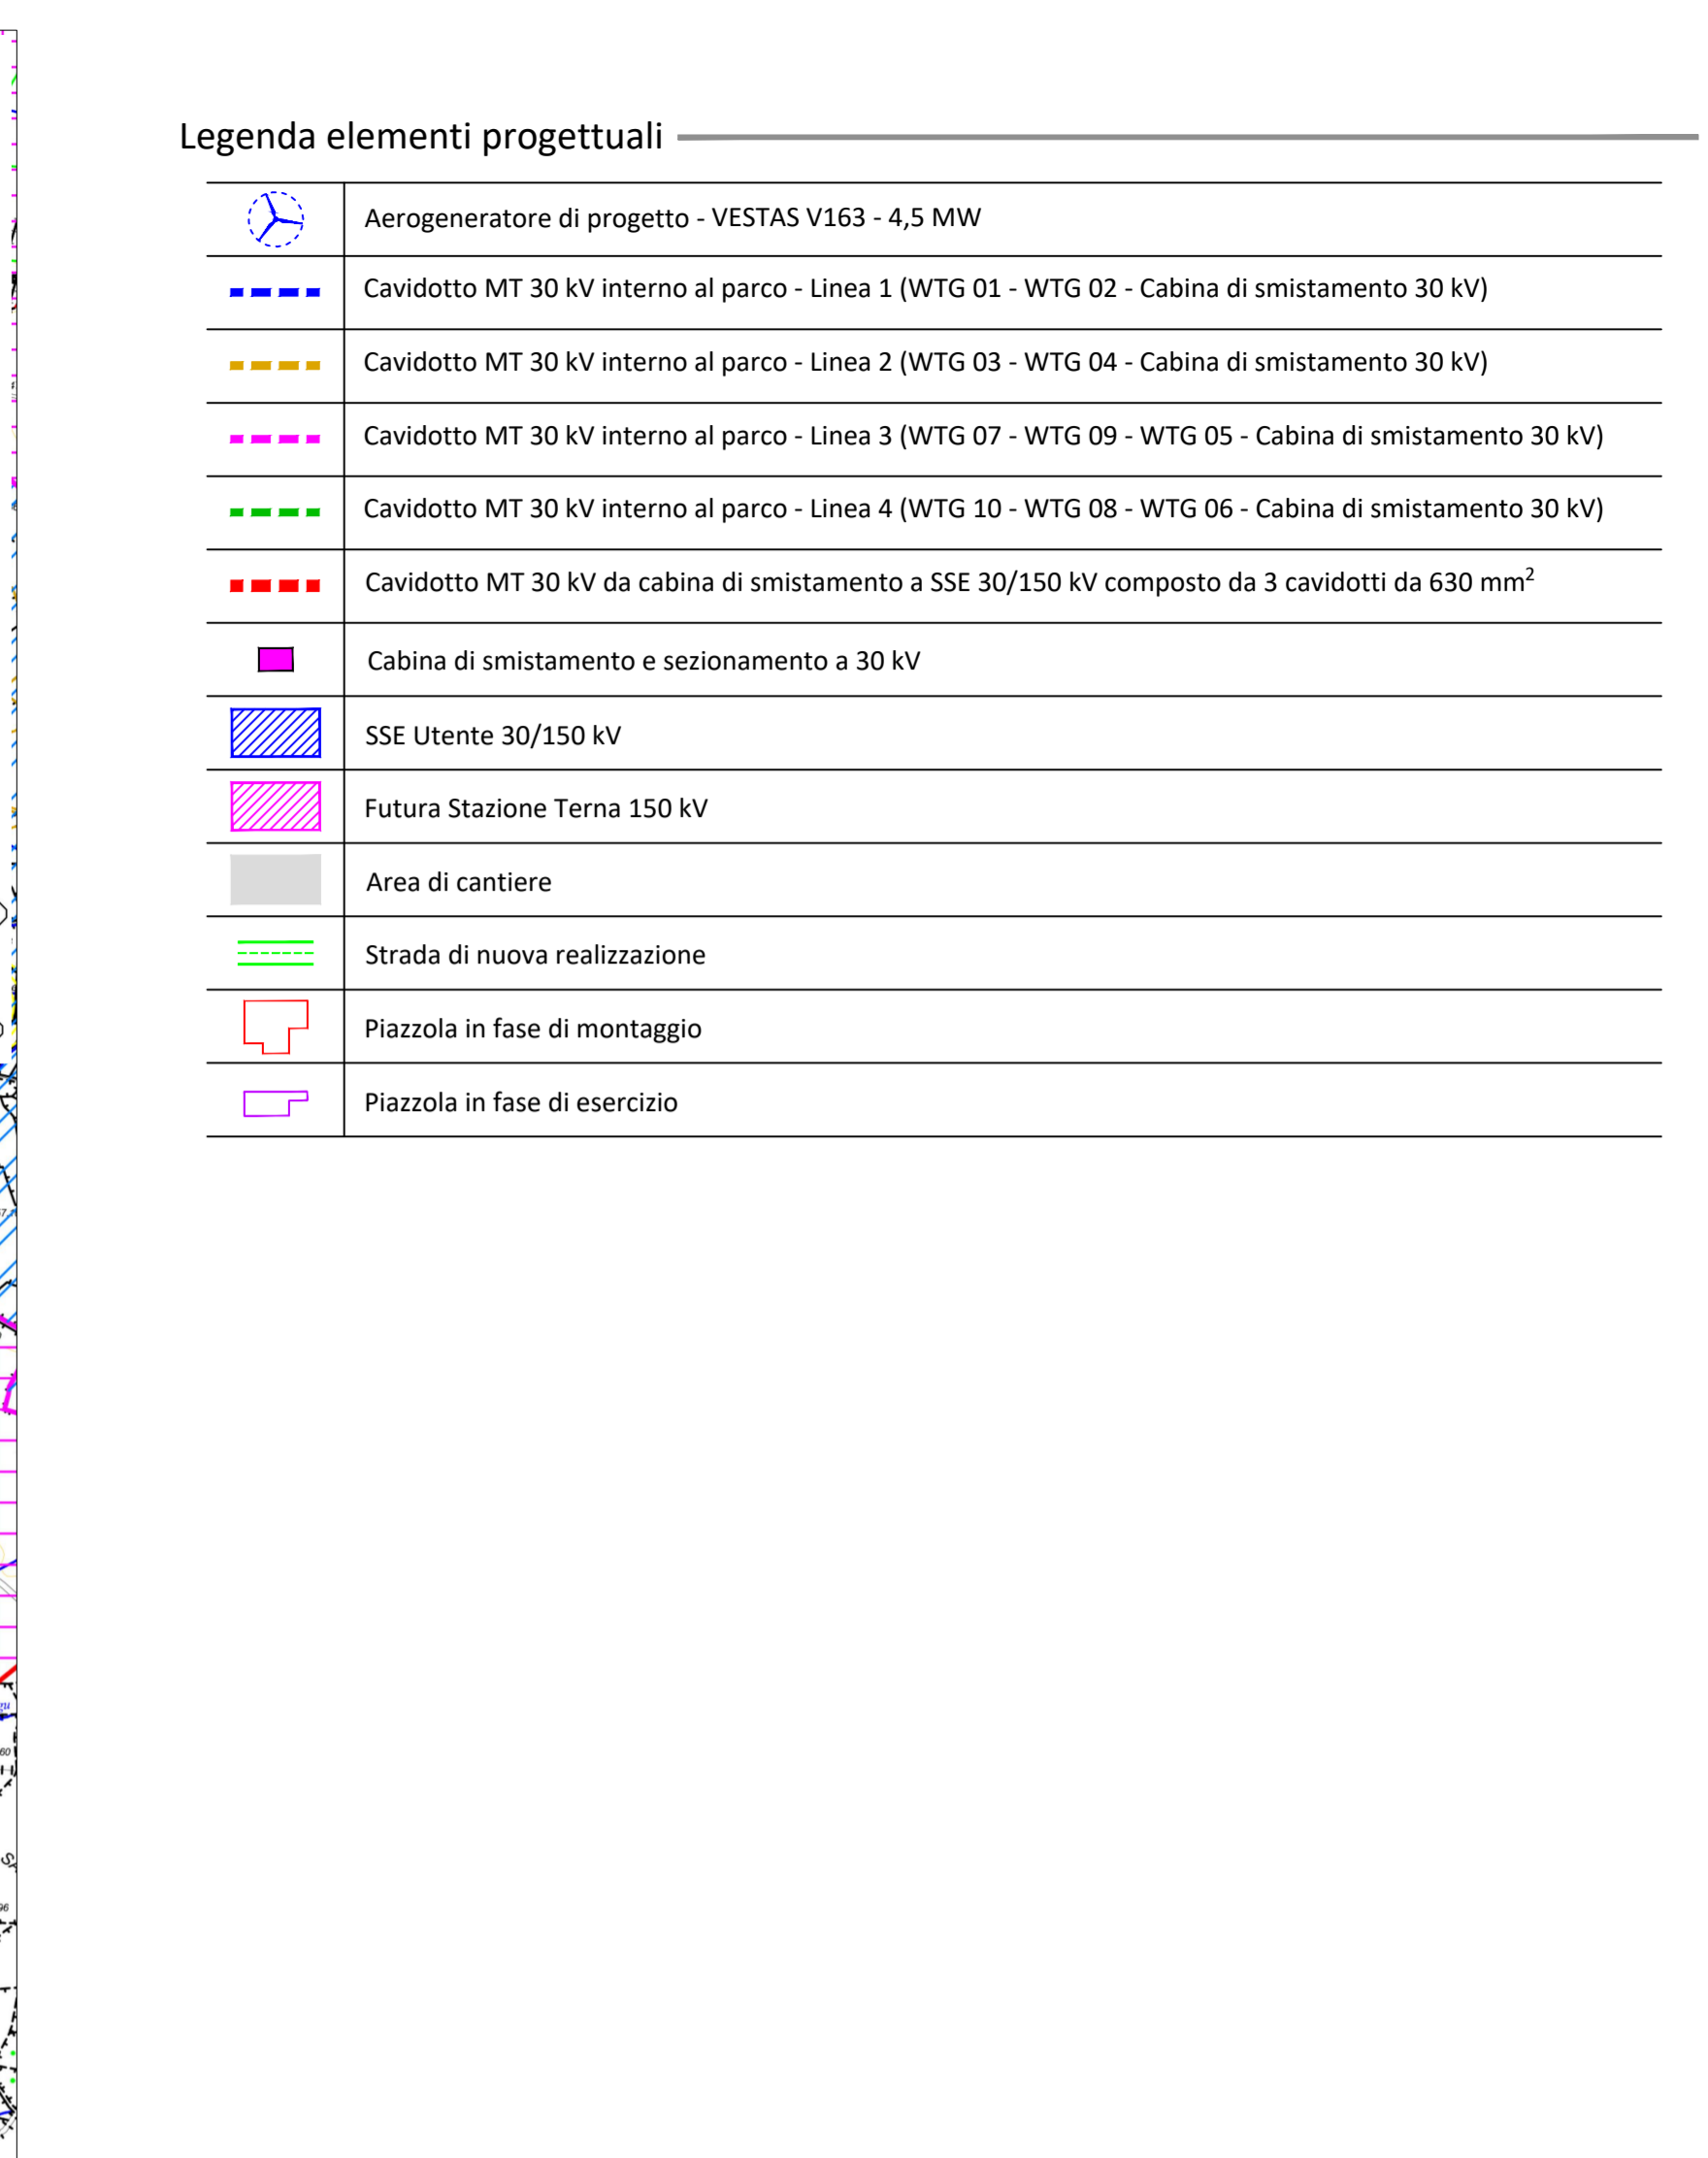 Legenda elementi progettuali
Aerogeneratore di progetto - VESTAS V163 - 4,5 MW
Cavidotto MT 30 kV interno al parco - Linea 1 (WTG 01 - WTG 02 - Cabina di smistamento 30 kV)
Cavidotto MT 30 kV interno al parco - Linea 2 (WTG 03 - WTG 04 - Cabina di smistamento 30 kV)
Cavidotto MT 30 kV interno al parco - Linea 3 (WTG 07 - WTG 09 - WTG 05 - Cabina di smistamento 30 kV)
Cavidotto MT 30 kV interno al parco - Linea 4 (WTG 10 - WTG 08 - WTG 06 - Cabina di smistamento 30 kV)
Cavidotto MT 30 kV da cabina di smistamento a SSE 30/150 kV composto da 3 cavidotti da 630 mm²
Cabina di smistamento e sezionamento a 30 kV
SSE Utente 30/150 kV
Futura Stazione Terna 150 kV
Area di cantiere
Strada di nuova realizzazione
Piazzola in fase di montaggio
Piazzola in fase di esercizio